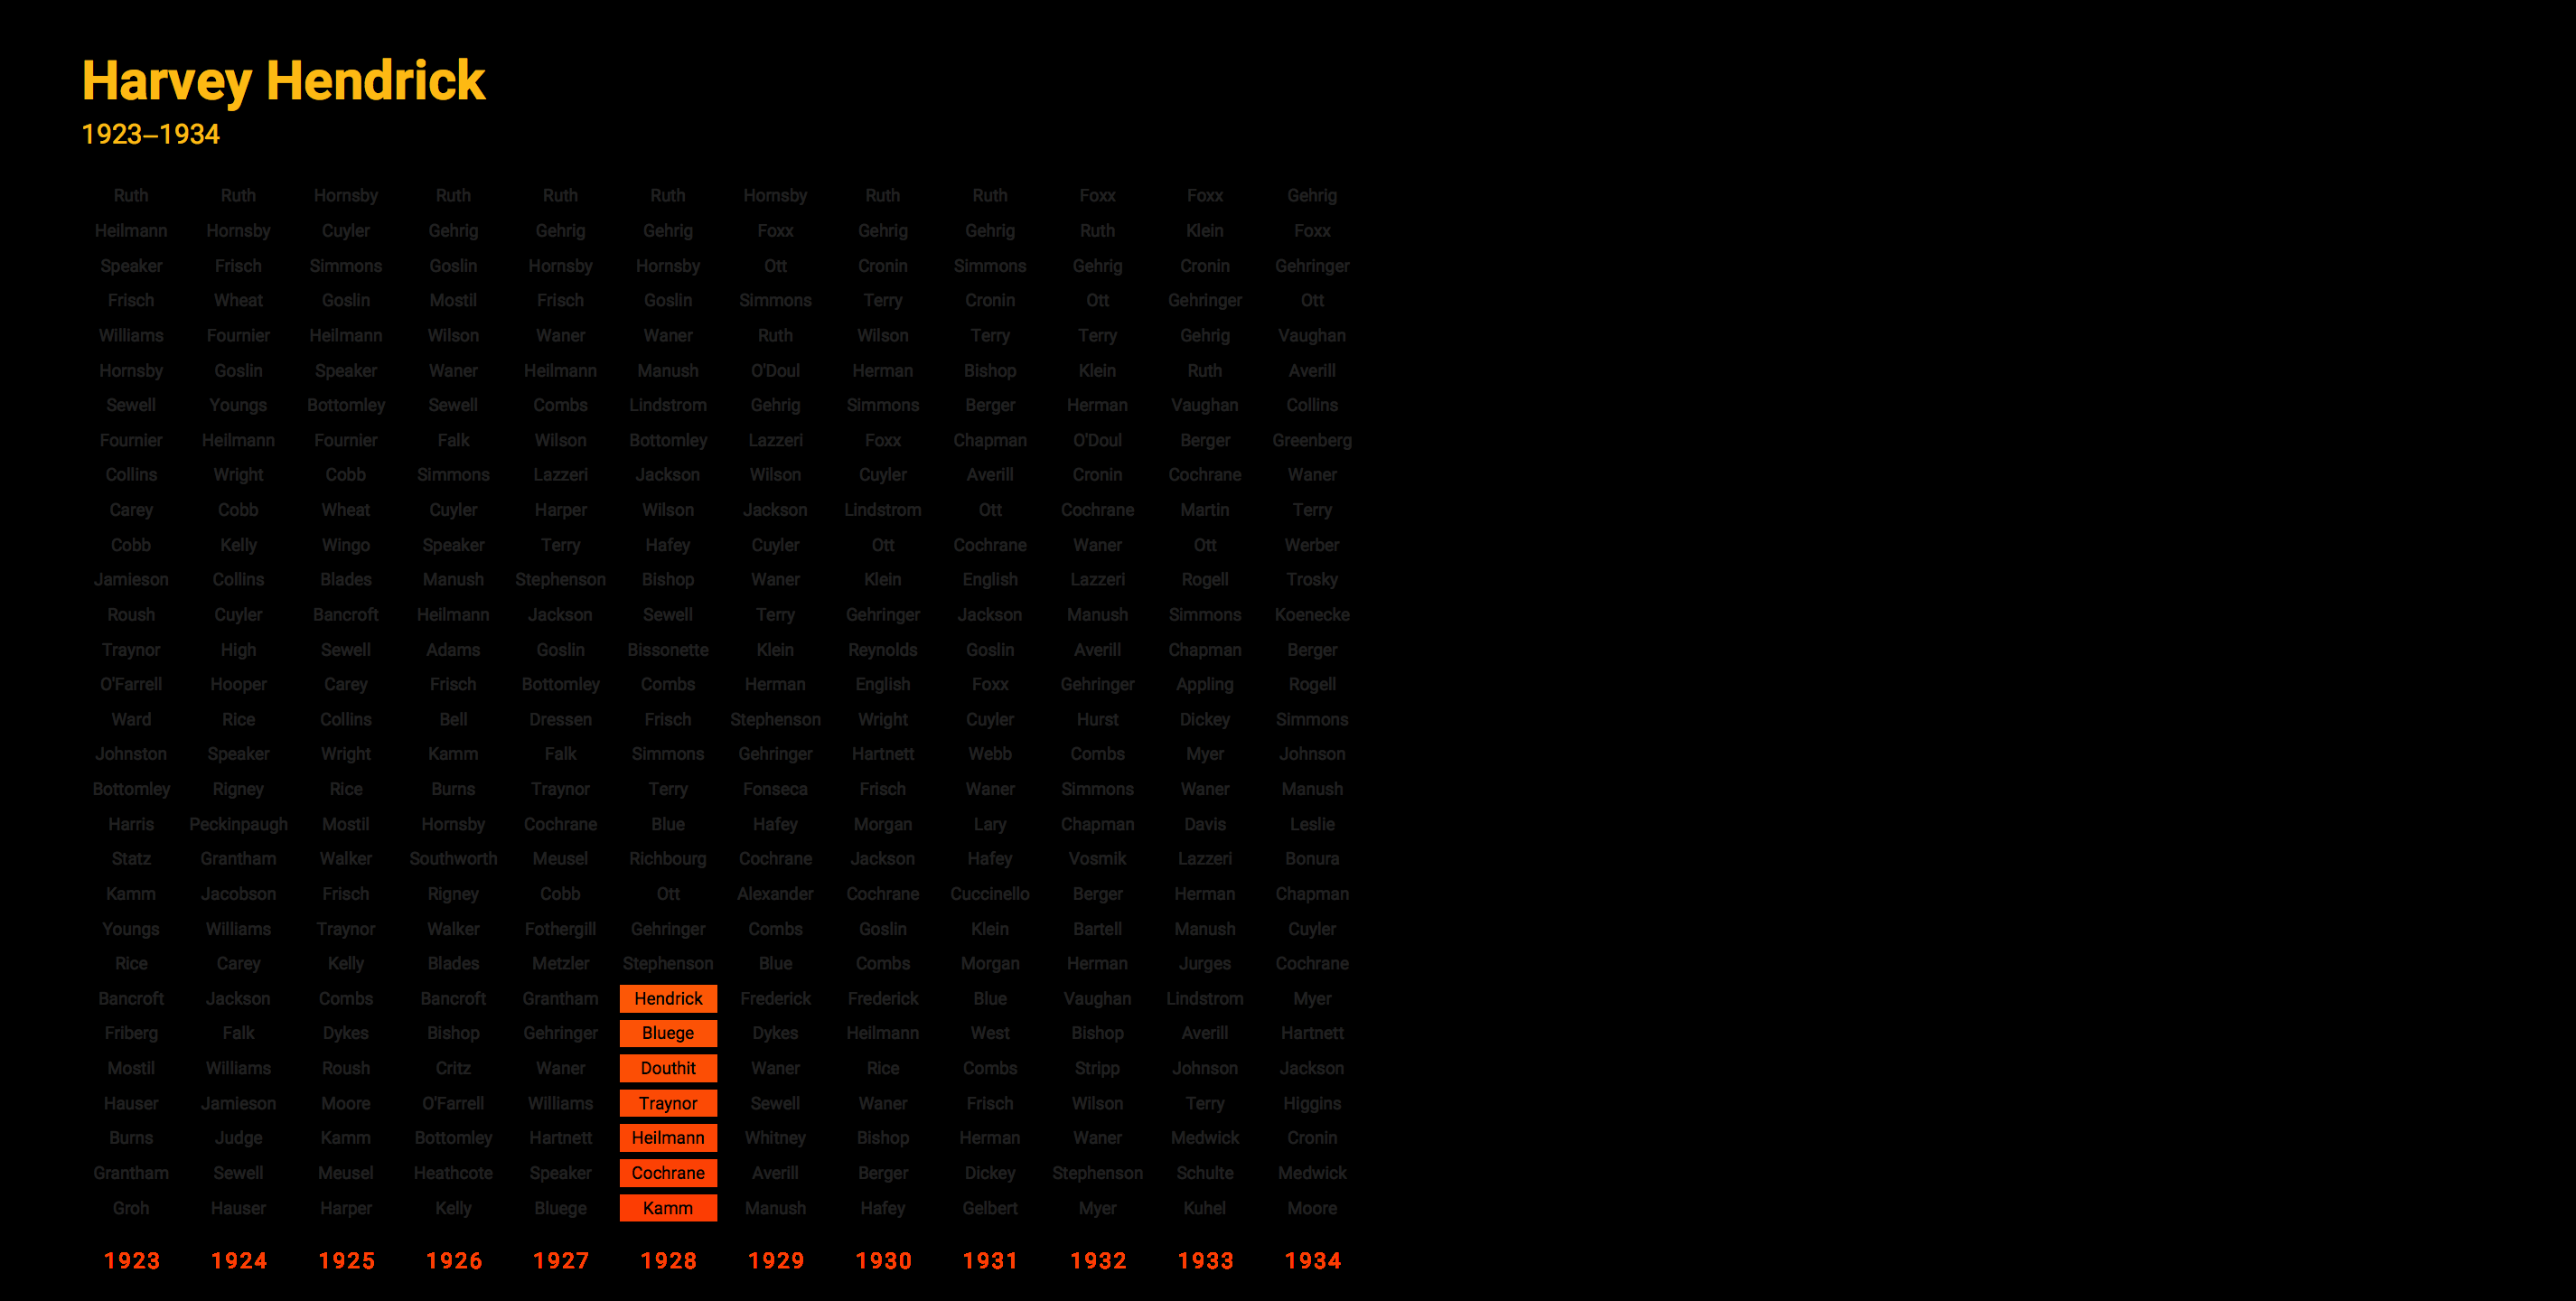 Harvey Hendrick
1923–1934
Ruth Ruth Hornsby Ruth Ruth Ruth Hornsby Ruth Ruth Foxx Foxx Gehrig
Heilmann Hornsby Cuyler Gehrig Gehrig Gehrig Foxx Gehrig Gehrig Ruth Klein Foxx
Speaker Frisch Simmons Goslin Hornsby Hornsby Ott Cronin Simmons Gehrig Cronin Gehringer
Frisch Wheat Goslin Mostil Frisch Goslin Simmons Terry Cronin Ott Gehringer Ott
Williams Fournier Heilmann Wilson Waner Waner Ruth Wilson Terry Terry Gehrig Vaughan
Hornsby Goslin Speaker Waner Heilmann Manush O'Doul Herman Bishop Klein Ruth Averill
Sewell Youngs Bottomley Sewell Combs Lindstrom Gehrig Simmons Berger Herman Vaughan Collins
Fournier Heilmann Fournier Falk Wilson Bottomley Lazzeri Foxx Chapman O'Doul Berger Greenberg
Collins Wright Cobb Simmons Lazzeri Jackson Wilson Cuyler Averill Cronin Cochrane Waner
Carey Cobb Wheat Cuyler Harper Wilson Jackson Lindstrom Ott Cochrane Martin Terry
Cobb Kelly Wingo Speaker Terry Hafey Cuyler Ott Cochrane Waner Ott Werber
Jamieson Collins Blades Manush Stephenson Bishop Waner Klein English Lazzeri Rogell Trosky
Roush Cuyler Bancroft Heilmann Jackson Sewell Terry Gehringer Jackson Manush Simmons Koenecke
Traynor High Sewell Adams Goslin Bissonette Klein Reynolds Goslin Averill Chapman Berger
O'Farrell Hooper Carey Frisch Bottomley Combs Herman English Foxx Gehringer Appling Rogell
Ward Rice Collins Bell Dressen Frisch Stephenson Wright Cuyler Hurst Dickey Simmons
Johnston Speaker Wright Kamm Falk Simmons Gehringer Hartnett Webb Combs Myer Johnson
Bottomley Rigney Rice Burns Traynor Terry Fonseca Frisch Waner Simmons Waner Manush
Harris Peckinpaugh Mostil Hornsby Cochrane Blue Hafey Morgan Lary Chapman Davis Leslie
Statz Grantham Walker Southworth Meusel Richbourg Cochrane Jackson Hafey Vosmik Lazzeri Bonura
Kamm Jacobson Frisch Rigney Cobb Ott Alexander Cochrane Cuccinello Berger Herman Chapman
Youngs Williams Traynor Walker Fothergill Gehringer Combs Goslin Klein Bartell Manush Cuyler
Rice Carey Kelly Blades Metzler Stephenson Blue Combs Morgan Herman Jurges Cochrane
Bancroft Jackson Combs Bancroft Grantham Hendrick Frederick Frederick Blue Vaughan Lindstrom Myer
Friberg Falk Dykes Bishop Gehringer Bluege Dykes Heilmann West Bishop Averill Hartnett
Mostil Williams Roush Critz Waner Douthit Waner Rice Combs Stripp Johnson Jackson
Hauser Jamieson Moore O'Farrell Williams Traynor Sewell Waner Frisch Wilson Terry Higgins
Burns Judge Kamm Bottomley Hartnett Heilmann Whitney Bishop Herman Waner Medwick Cronin
Grantham Sewell Meusel Heathcote Speaker Cochrane Averill Berger Dickey Stephenson Schulte Medwick
Groh Hauser Harper Kelly Bluege Kamm Manush Hafey Gelbert Myer Kuhel Moore
1923 1924 1925 1926 1927 1928 1929 1930 1931 1932 1933 1934